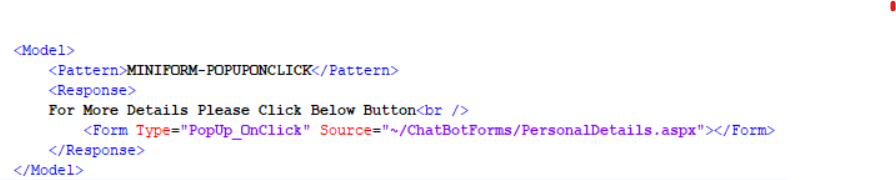 <Model>
<Pattern>MINIFORM-POPUPONCLICK</Pattern>
<Response>
For More Details Please Click Below Button<br />
<Form Type="PopUp_OnClick" Source="~/ChatBotForms/PersonalDetails.aspx"></Form>
</Response>
</Model>